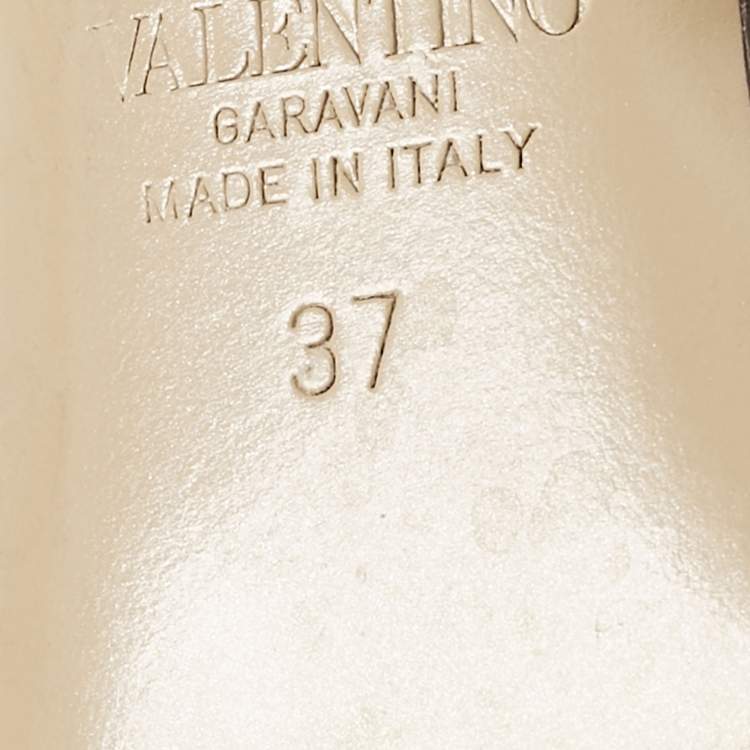 VALENTINO
GARAVANI
MADE IN ITALY
37